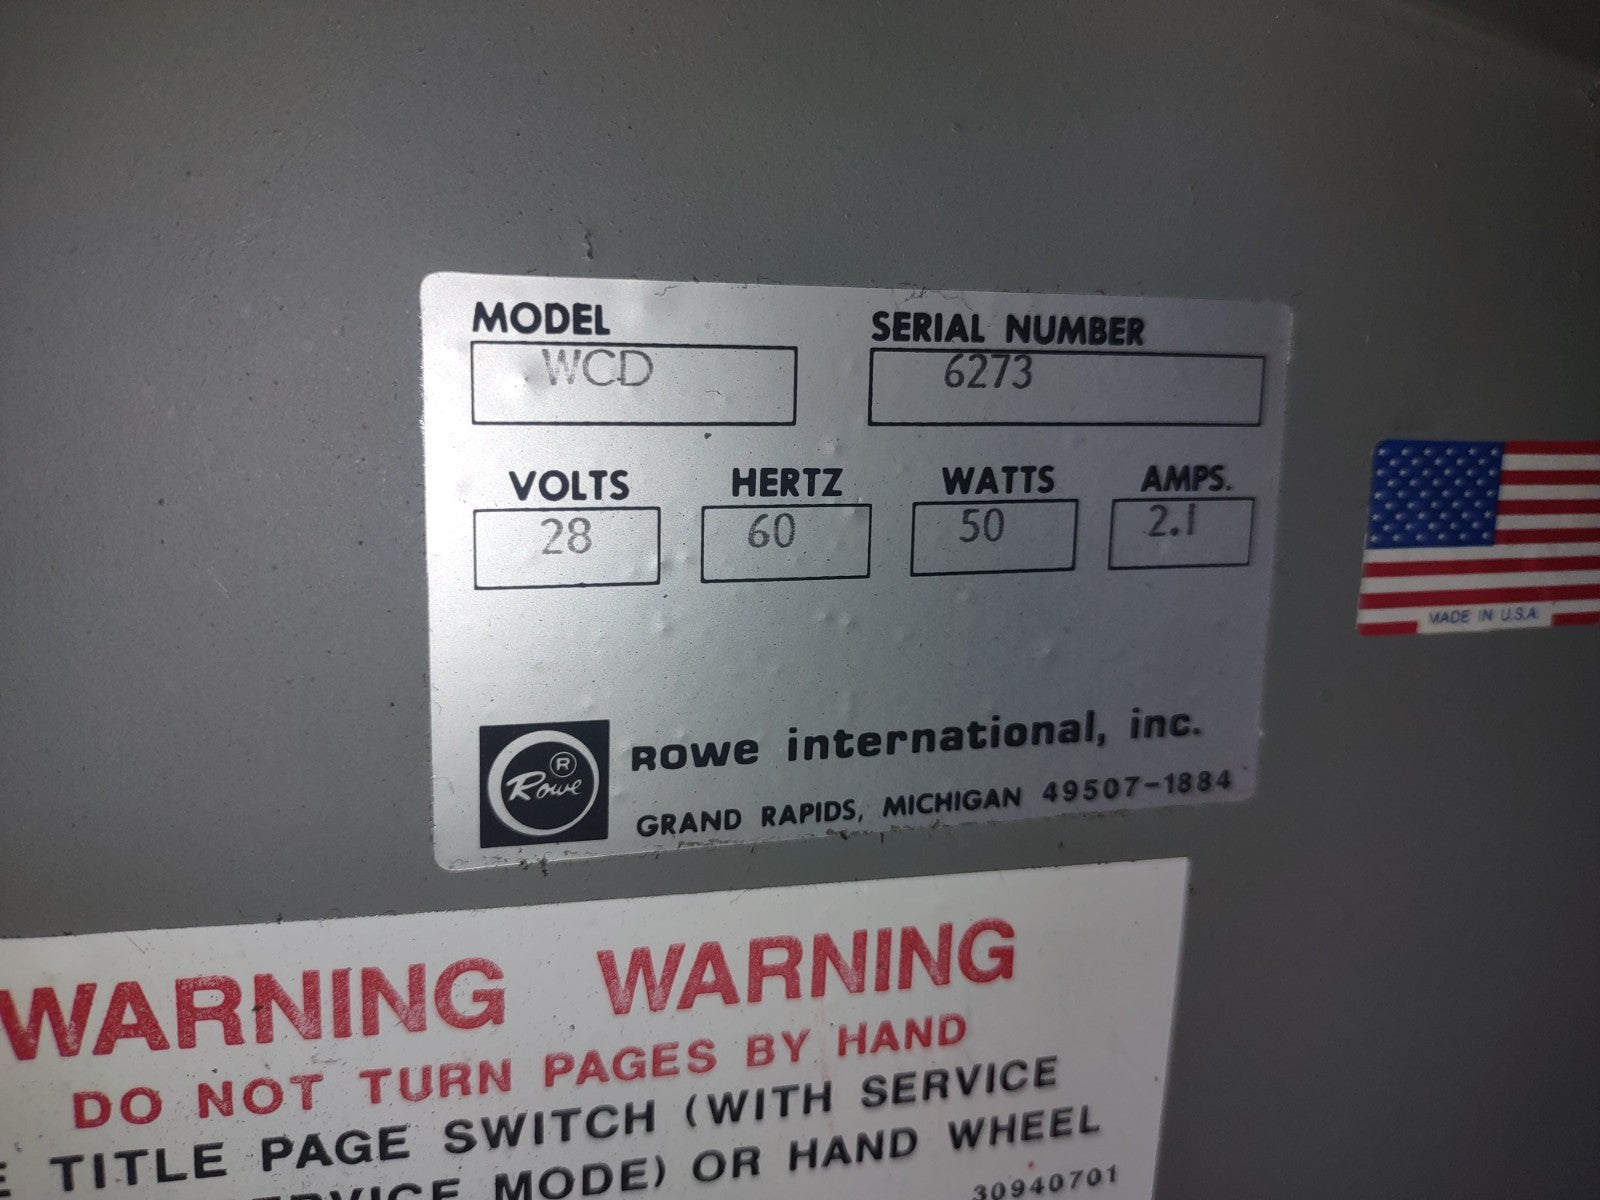 MODEL
WCD
SERIAL NUMBER
6273
VOLTS
28
HERTZ
60
WATTS
50
AMPS.
2.1
MADE IN U.S.A.
Rowe ®
ROWe international, inc.
GRAND RAPIDS, MICHIGAN 49507-1884
WARNING WARNING
DO NOT TURN PAGES BY HAND
TITLE PAGE SWITCH (WITH SERVICE
MODE) OR HAND WHEEL
30940701